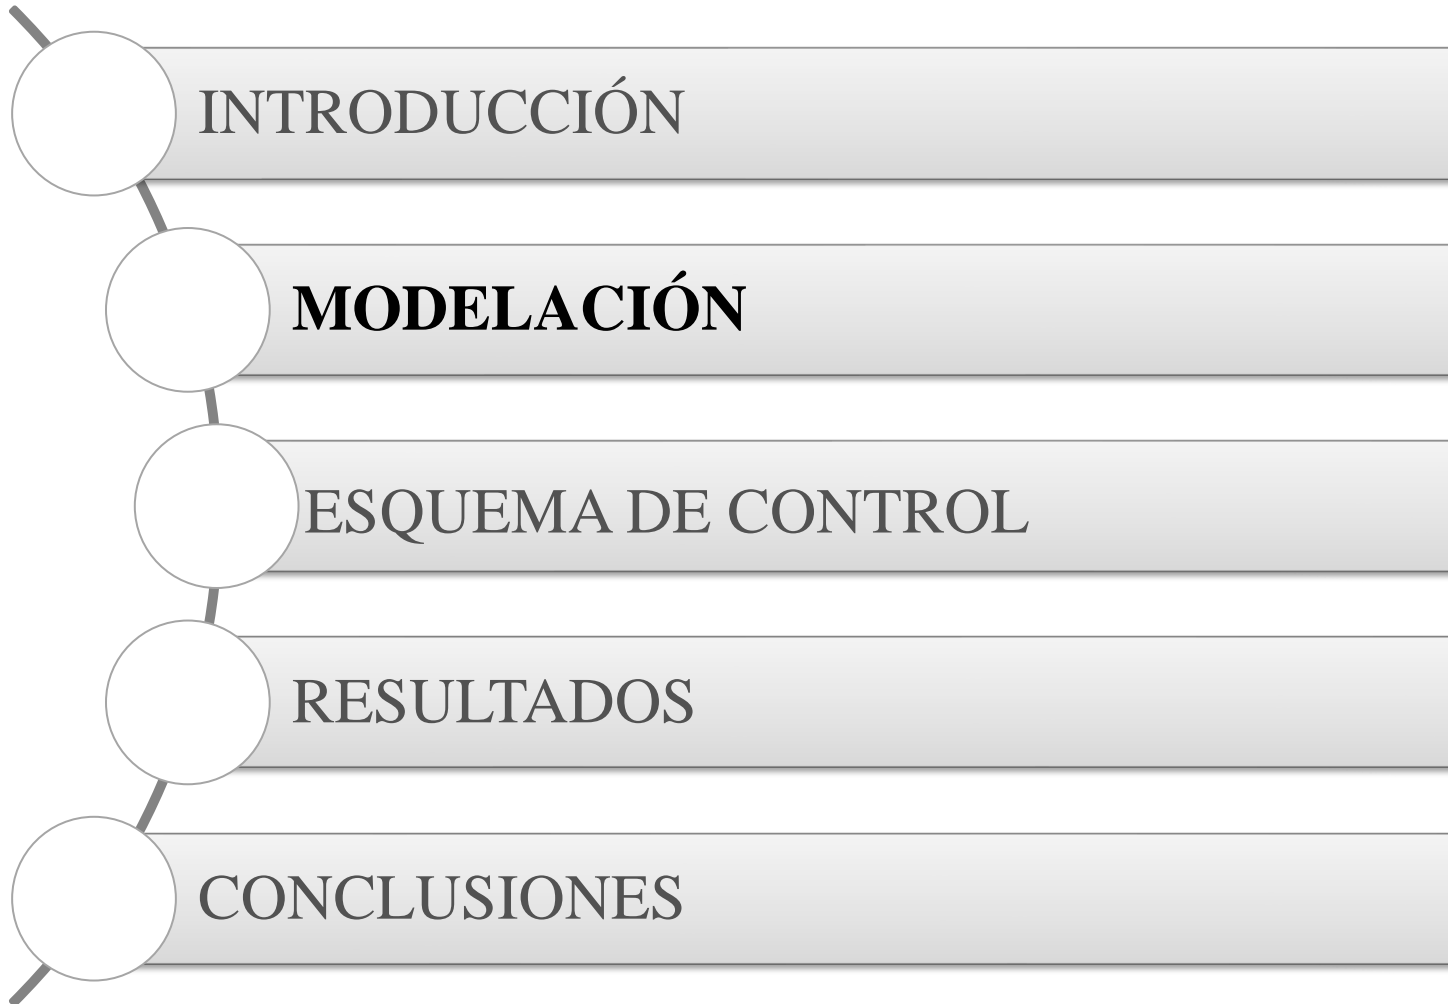 INTRODUCCIÓN
MODELACIÓN
ESQUEMA DE CONTROL
RESULTADOS
CONCLUSIONES